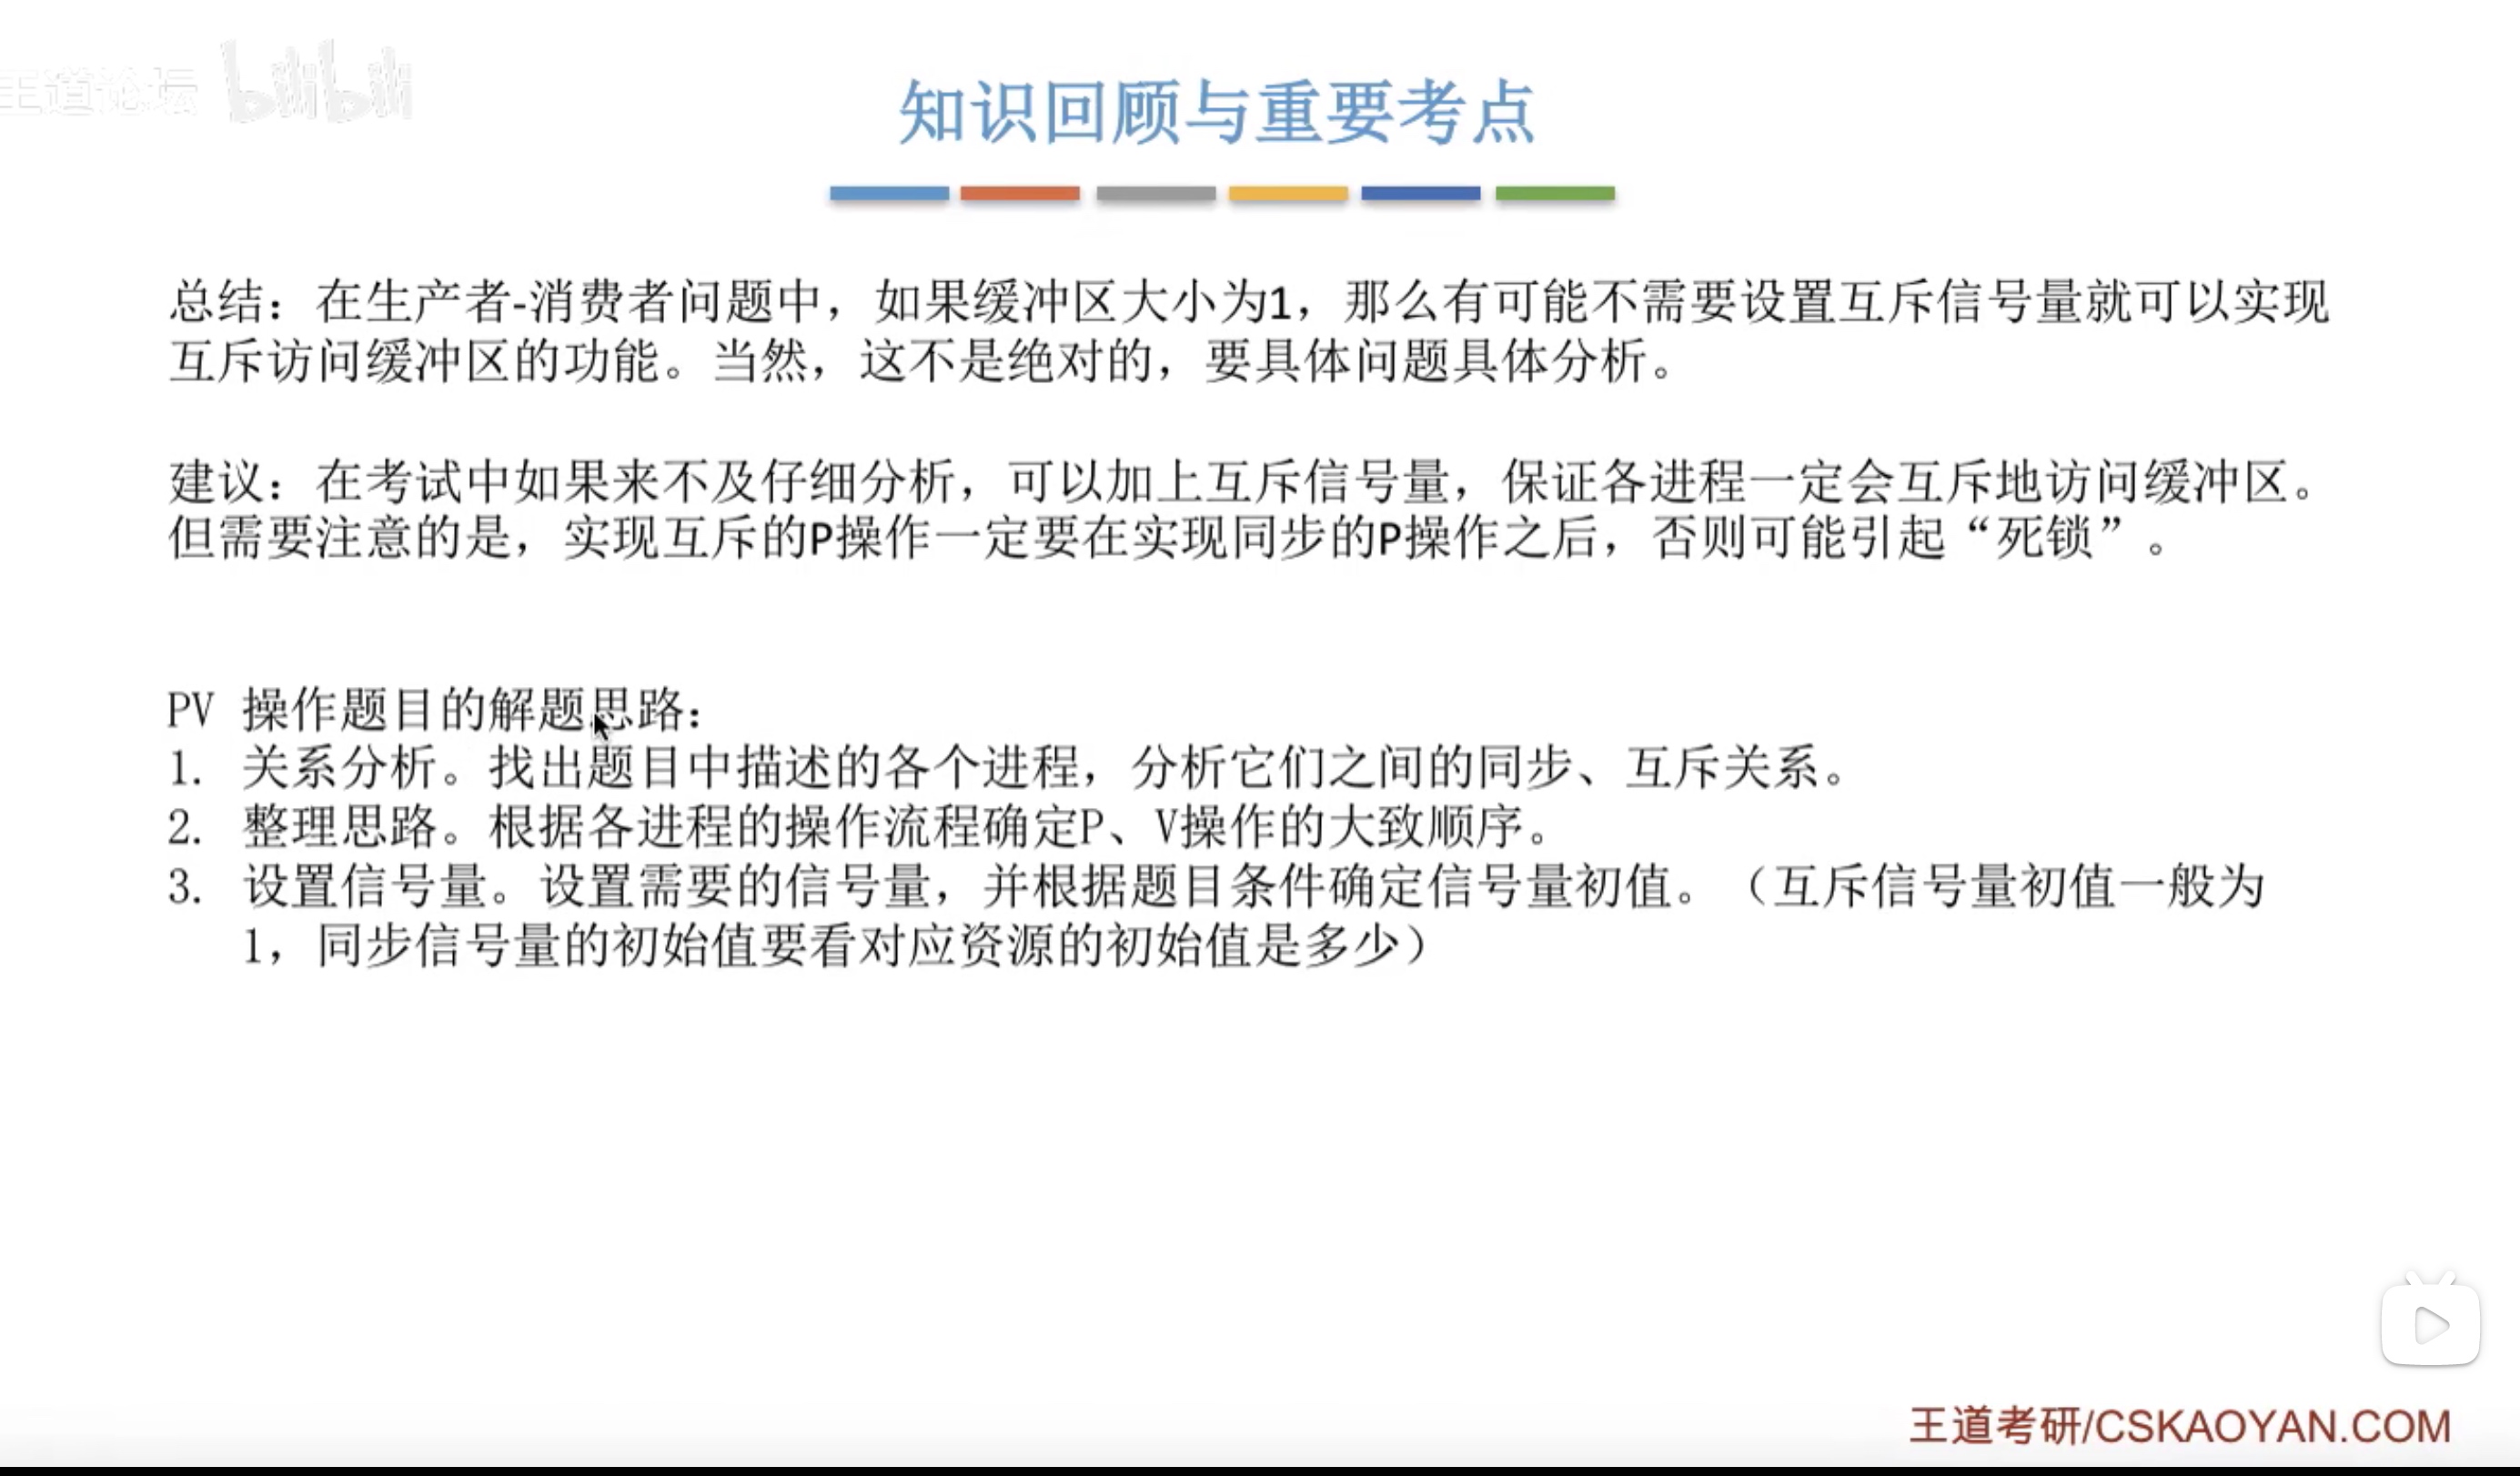 王道论坛 bilibili
知识回顾与重要考点
总结：在生产者-消费者问题中，如果缓冲区大小为1，那么有可能不需要设置互斥信号量就可以实现
互斥访问缓冲区的功能。当然，这不是绝对的，要具体问题具体分析。
建议：在考试中如果来不及仔细分析，可以加上互斥信号量，保证各进程一定会互斥地访问缓冲区。
但需要注意的是，实现互斥的P操作一定要在实现同步的P操作之后，否则可能引起“死锁”。
PV 操作题目的解题思路：
1. 关系分析。找出题目中描述的各个进程，分析它们之间的同步、互斥关系。
2. 整理思路。根据各进程的操作流程确定P、V操作的大致顺序。
3. 设置信号量。设置需要的信号量，并根据题目条件确定信号量初值。（互斥信号量初值一般为
1，同步信号量的初始值要看对应资源的初始值是多少）
王道考研/CSKAOYAN.COM